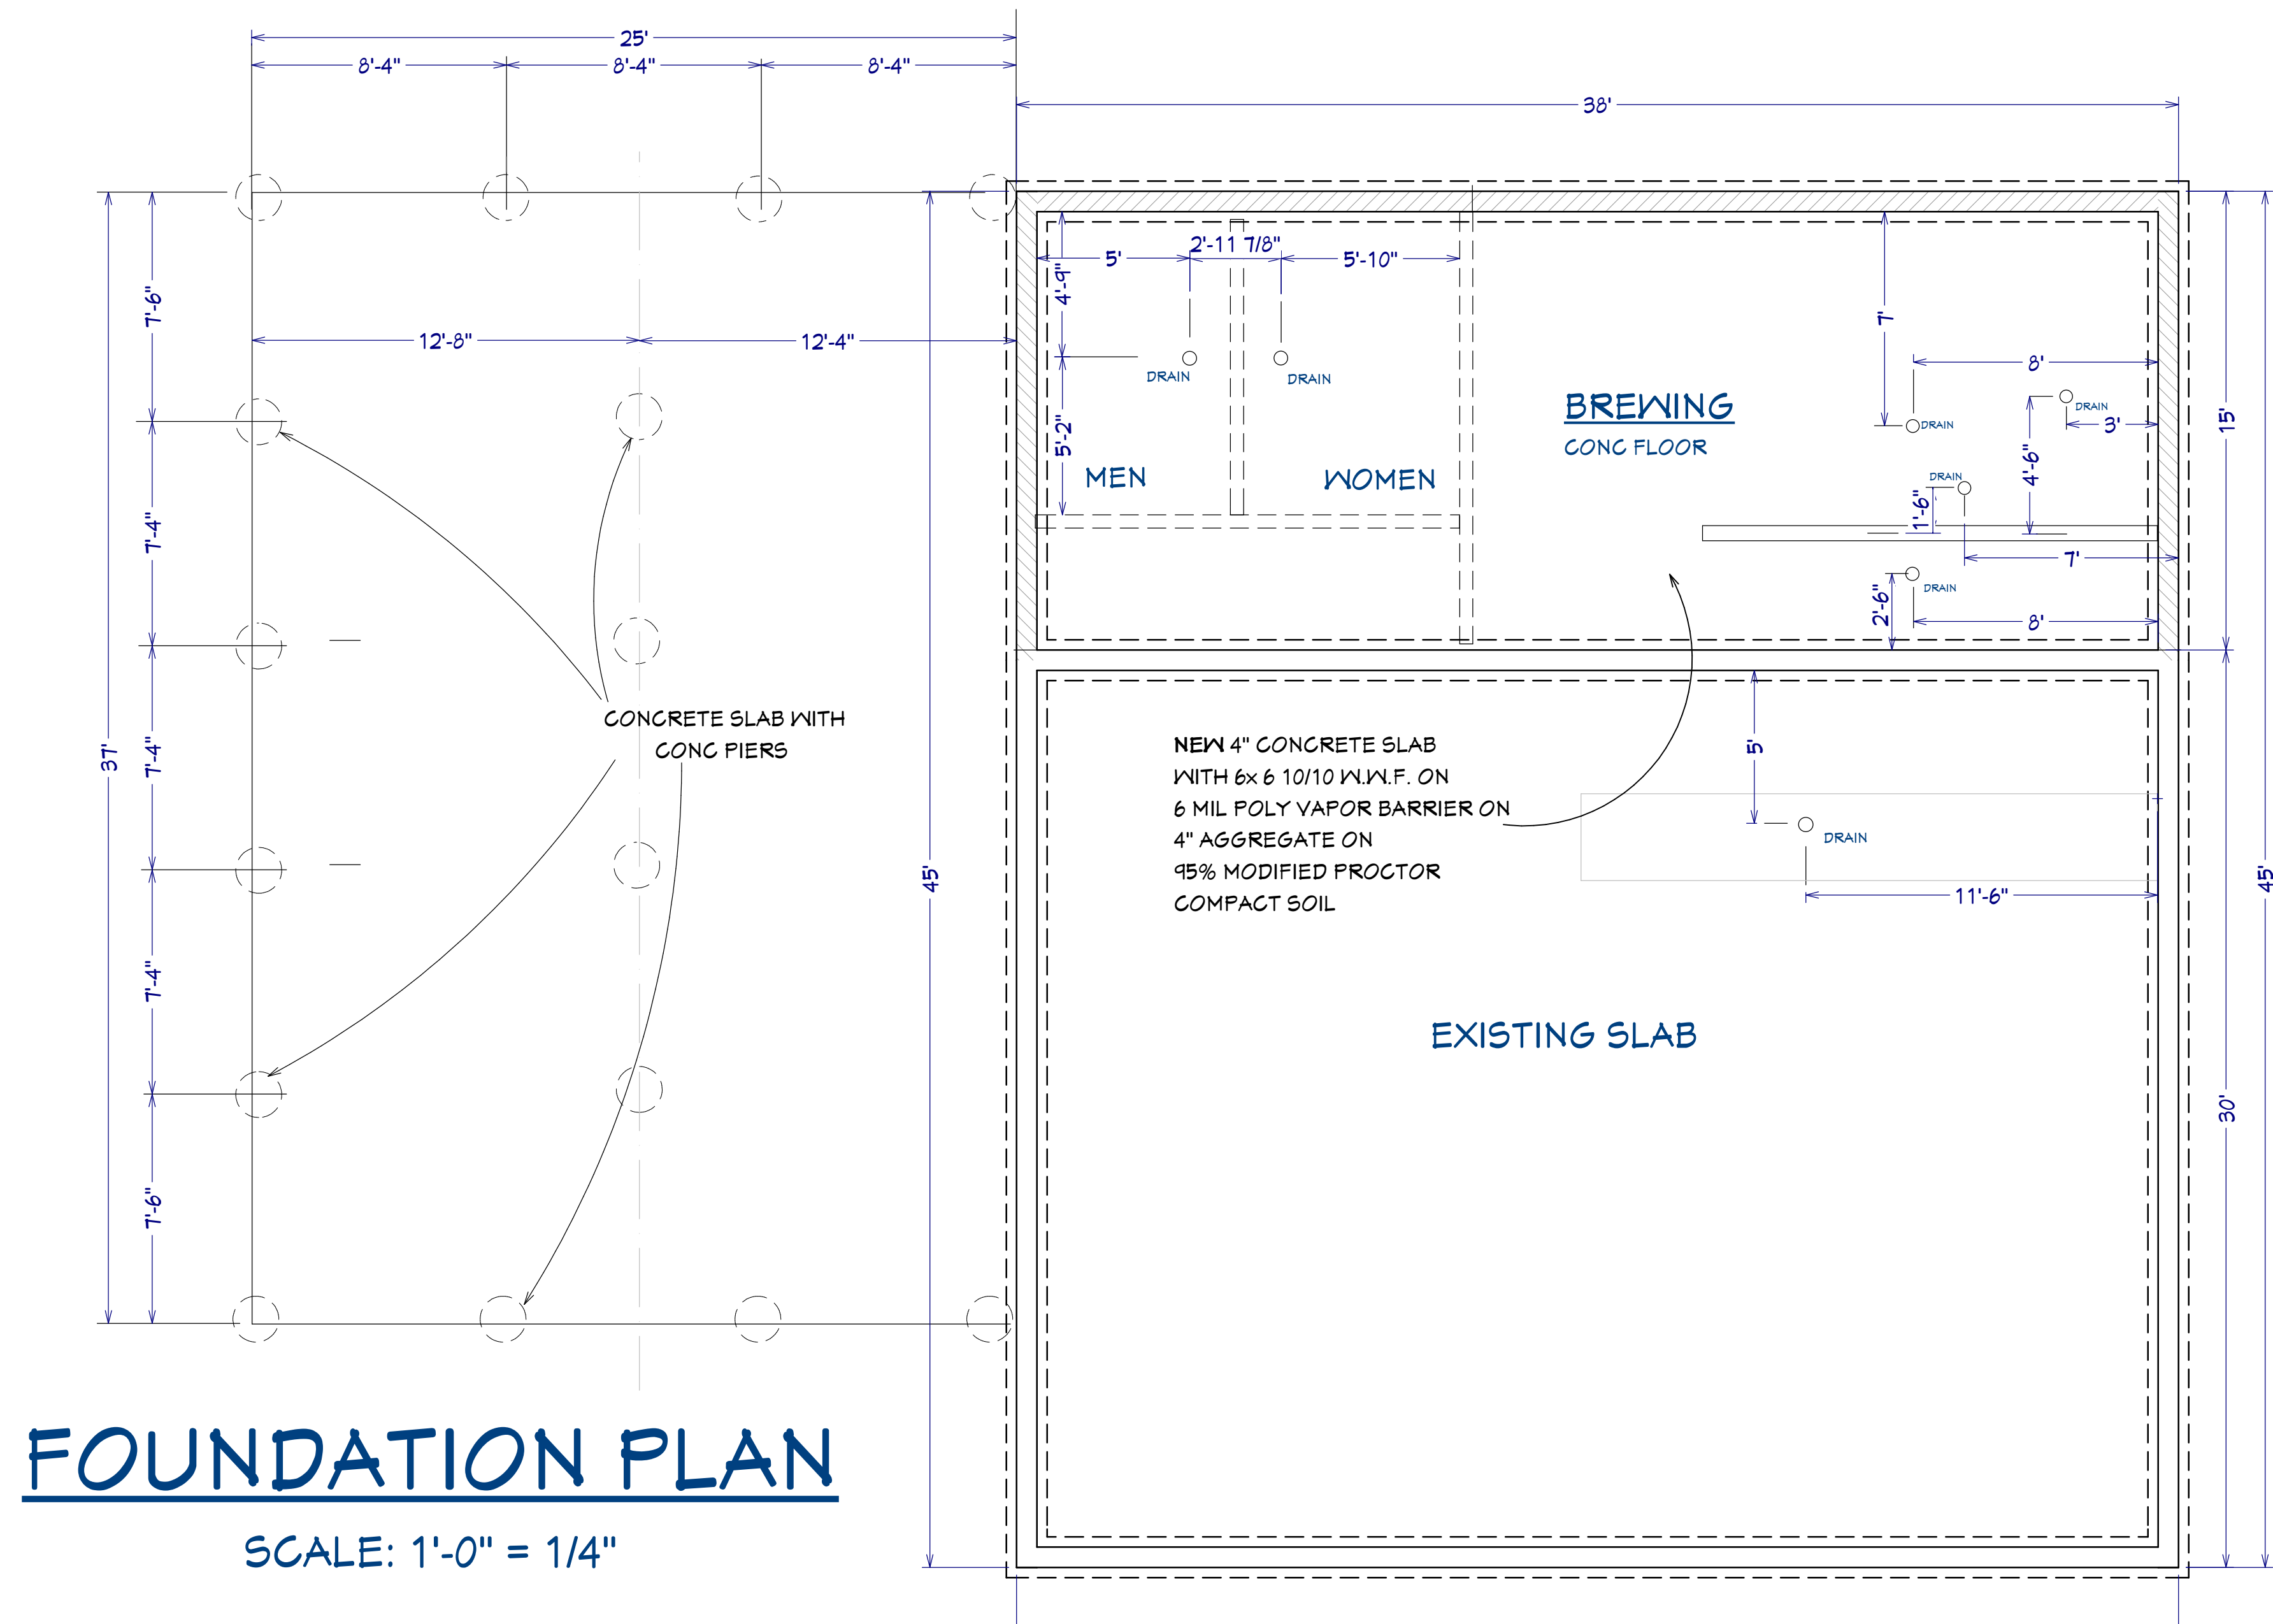 25'
8'-4" 8'-4" 8'-4"
38'
2'-11 7/8"
5' 5'-10"
4'-9"
7'-6"
7'
12'-8" 12'-4"
8'
DRAIN DRAIN
BREWING
CONC FLOOR
DRAIN
DRAIN
3'
15'
5'-2"
MEN WOMEN
4'-6"
DRAIN
1'-6"
7'-4"
7'
DRAIN
2'-6"
8'
CONCRETE SLAB WITH
CONC PIERS
37'
7'-4"
NEW 4" CONCRETE SLAB
WITH 6x 6 10/10 W.W.F. ON
6 MIL POLY VAPOR BARRIER ON
4" AGGREGATE ON
95% MODIFIED PROCTOR
COMPACT SOIL
5'
DRAIN
11'-6"
45'
45'
7'-4"
EXISTING SLAB
30'
7'-6"
FOUNDATION PLAN
SCALE: 1'-0" = 1/4"